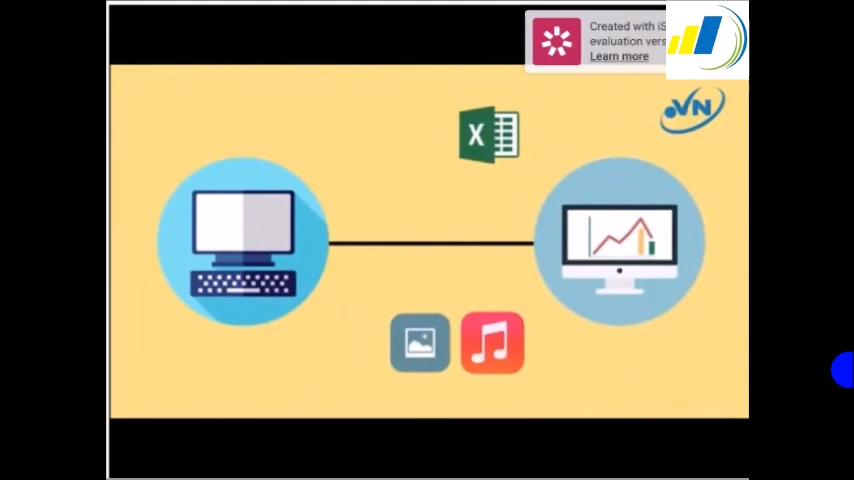 Created with iS
evaluation vers
Learn more
.VN
X